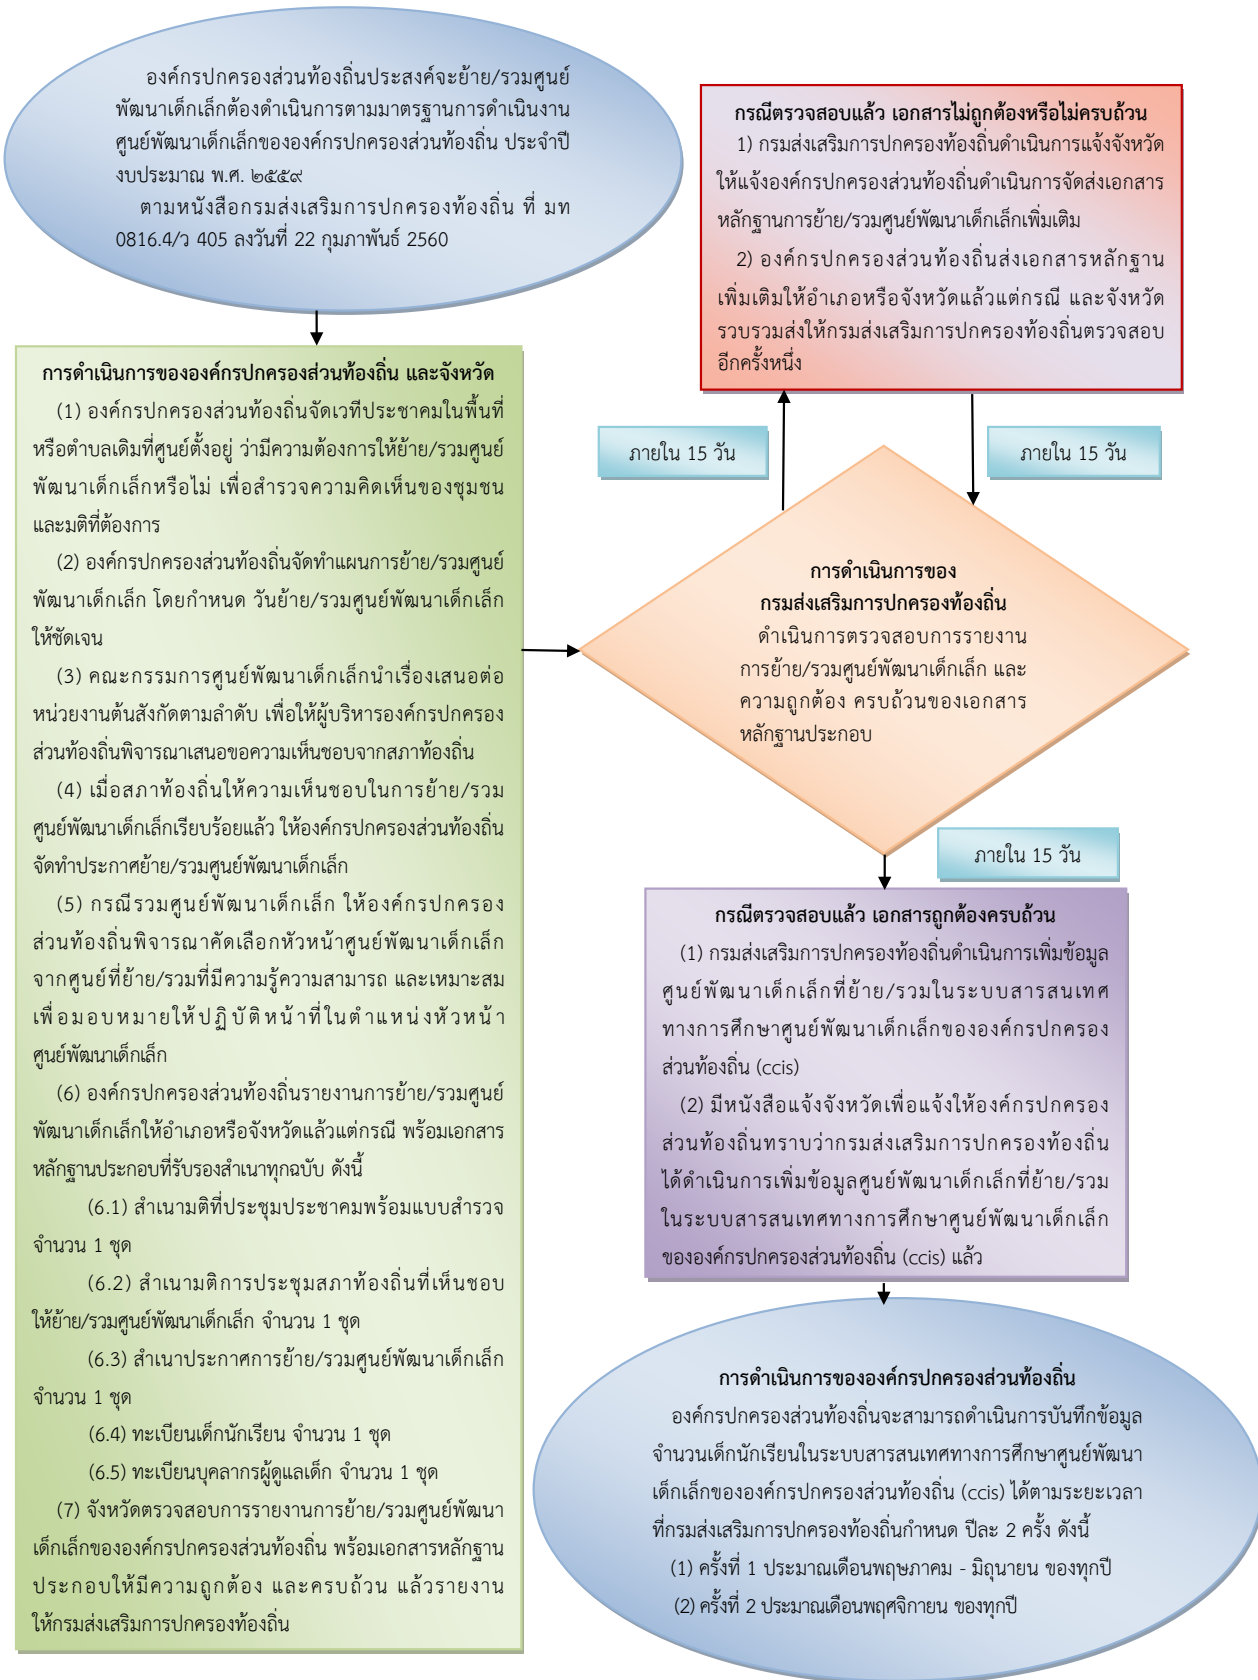 องค์กรปกครองส่วนท้องถิ่นประสงค์จะย้าย/รวมศูนย์
พัฒนาเด็กเล็กต้องดำเนินการตามมาตรฐานการดำเนินงาน
ศูนย์พัฒนาเด็กเล็กขององค์กรปกครองส่วนท้องถิ่น ประจำปี
งบประมาณ พ.ศ. ๒๕๕๙
ตามหนังสือกรมส่งเสริมการปกครองท้องถิ่น ที่ มท
0816.4/ว 405 ลงวันที่ 22 กุมภาพันธ์ 2560
การดำเนินการขององค์กรปกครองส่วนท้องถิ่น และจังหวัด
(1) องค์กรปกครองส่วนท้องถิ่นจัดเวทีประชาคมในพื้นที่
หรือตำบลเดิมที่ศูนย์ตั้งอยู่ ว่ามีความต้องการให้ย้าย/รวมศูนย์
พัฒนาเด็กเล็กหรือไม่ เพื่อสำรวจความคิดเห็นของชุมชน
และมติที่ต้องการ
(2) องค์กรปกครองส่วนท้องถิ่นจัดทำแผนการย้าย/รวมศูนย์
พัฒนาเด็กเล็ก โดยกำหนด วันย้าย/รวมศูนย์พัฒนาเด็กเล็ก
ให้ชัดเจน
(3) คณะกรรมการศูนย์พัฒนาเด็กเล็กนำเรื่องเสนอต่อ
หน่วยงานต้นสังกัดตามลำดับ เพื่อให้ผู้บริหารองค์กรปกครอง
ส่วนท้องถิ่นพิจารณาเสนอขอความเห็นชอบจากสภาท้องถิ่น
(4) เมื่อสภาท้องถิ่นให้ความเห็นชอบในการย้าย/รวม
ศูนย์พัฒนาเด็กเล็กเรียบร้อยแล้ว ให้องค์กรปกครองส่วนท้องถิ่น
จัดทำประกาศย้าย/รวมศูนย์พัฒนาเด็กเล็ก
(5) กรณีรวมศูนย์พัฒนาเด็กเล็ก ให้องค์กรปกครอง
ส่วนท้องถิ่นพิจารณาคัดเลือกหัวหน้าศูนย์พัฒนาเด็กเล็ก
จากศูนย์ที่ย้าย/รวมที่มีความรู้ความสามารถ และเหมาะสม
เพื่อมอบหมายให้ปฏิบัติหน้าที่ในตำแหน่งหัวหน้า
ศูนย์พัฒนาเด็กเล็ก
(6) องค์กรปกครองส่วนท้องถิ่นรายงานการย้าย/รวมศูนย์
พัฒนาเด็กเล็กให้อำเภอหรือจังหวัดแล้วแต่กรณี พร้อมเอกสาร
หลักฐานประกอบที่รับรองสำเนาทุกฉบับ ดังนี้
(6.1) สำเนามติที่ประชุมประชาคมพร้อมแบบสำรวจ
จำนวน 1 ชุด
(6.2) สำเนามติการประชุมสภาท้องถิ่นที่เห็นชอบ
ให้ย้าย/รวมศูนย์พัฒนาเด็กเล็ก จำนวน 1 ชุด
(6.3) สำเนาประกาศการย้าย/รวมศูนย์พัฒนาเด็กเล็ก
จำนวน 1 ชุด
(6.4) ทะเบียนเด็กนักเรียน จำนวน 1 ชุด
(6.5) ทะเบียนบุคลากรผู้ดูแลเด็ก จำนวน 1 ชุด
(7) จังหวัดตรวจสอบการรายงานการย้าย/รวมศูนย์พัฒนา
เด็กเล็กขององค์กรปกครองส่วนท้องถิ่น พร้อมเอกสารหลักฐาน
ประกอบให้มีความถูกต้อง และครบถ้วน แล้วรายงาน
ให้กรมส่งเสริมการปกครองท้องถิ่น
กรณีตรวจสอบแล้ว เอกสารไม่ถูกต้องหรือไม่ครบถ้วน
1) กรมส่งเสริมการปกครองท้องถิ่นดำเนินการแจ้งจังหวัด
ให้แจ้งองค์กรปกครองส่วนท้องถิ่นดำเนินการจัดส่งเอกสาร
หลักฐานการย้าย/รวมศูนย์พัฒนาเด็กเล็กเพิ่มเติม
2) องค์กรปกครองส่วนท้องถิ่นส่งเอกสารหลักฐาน
เพิ่มเติมให้อำเภอหรือจังหวัดแล้วแต่กรณี และจังหวัด
รวบรวมส่งให้กรมส่งเสริมการปกครองท้องถิ่นตรวจสอบ
อีกครั้งหนึ่ง
ภายใน 15 วัน
ภายใน 15 วัน
การดำเนินการของ
กรมส่งเสริมการปกครองท้องถิ่น
ดำเนินการตรวจสอบการรายงาน
การย้าย/รวมศูนย์พัฒนาเด็กเล็ก และ
ความถูกต้อง ครบถ้วนของเอกสาร
หลักฐานประกอบ
ภายใน 15 วัน
กรณีตรวจสอบแล้ว เอกสารถูกต้องครบถ้วน
(1) กรมส่งเสริมการปกครองท้องถิ่นดำเนินการเพิ่มข้อมูล
ศูนย์พัฒนาเด็กเล็กที่ย้าย/รวมในระบบสารสนเทศ
ทางการศึกษาศูนย์พัฒนาเด็กเล็กขององค์กรปกครอง
ส่วนท้องถิ่น (ccis)
(2) มีหนังสือแจ้งจังหวัดเพื่อแจ้งให้องค์กรปกครอง
ส่วนท้องถิ่นทราบว่ากรมส่งเสริมการปกครองท้องถิ่น
ได้ดำเนินการเพิ่มข้อมูลศูนย์พัฒนาเด็กเล็กที่ย้าย/รวม
ในระบบสารสนเทศทางการศึกษาศูนย์พัฒนาเด็กเล็ก
ขององค์กรปกครองส่วนท้องถิ่น (ccis) แล้ว
การดำเนินการขององค์กรปกครองส่วนท้องถิ่น
องค์กรปกครองส่วนท้องถิ่นจะสามารถดำเนินการบันทึกข้อมูล
จำนวนเด็กนักเรียนในระบบสารสนเทศทางการศึกษาศูนย์พัฒนา
เด็กเล็กขององค์กรปกครองส่วนท้องถิ่น (ccis) ได้ตามระยะเวลา
ที่กรมส่งเสริมการปกครองท้องถิ่นกำหนด ปีละ 2 ครั้ง ดังนี้
(1) ครั้งที่ 1 ประมาณเดือนพฤษภาคม - มิถุนายน ของทุกปี
(2) ครั้งที่ 2 ประมาณเดือนพฤศจิกายน ของทุกปี